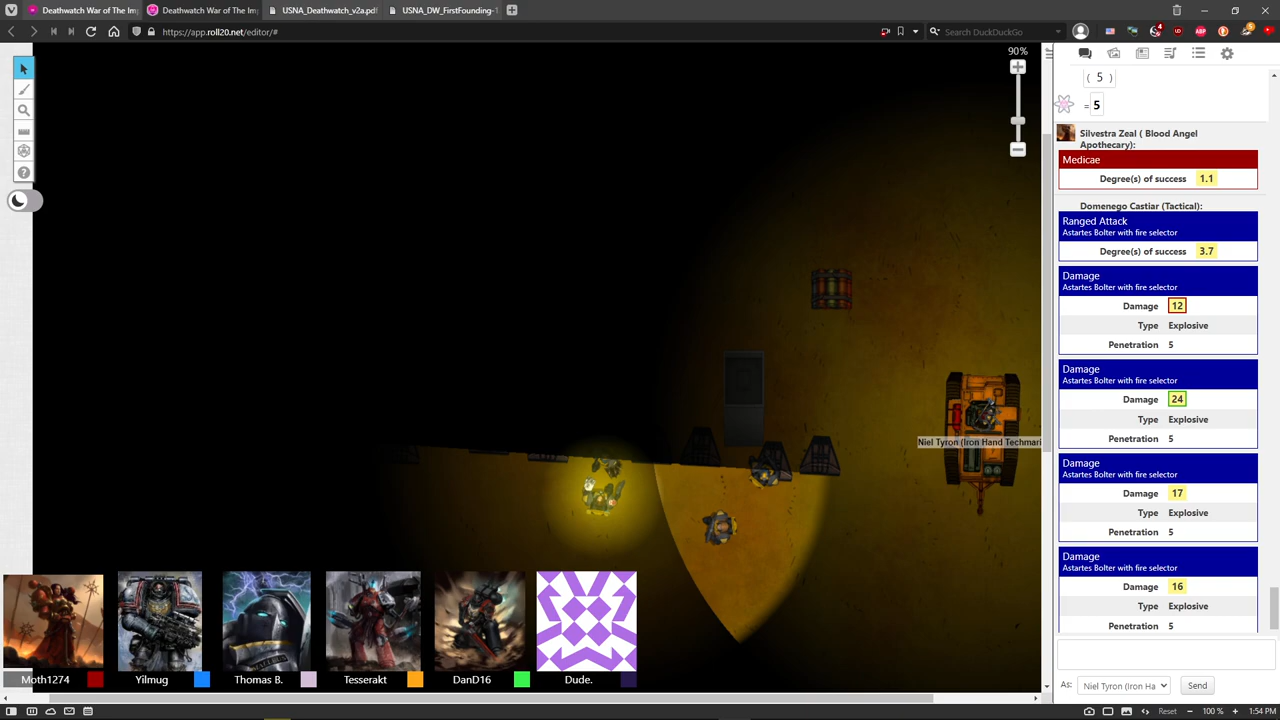 Deathwatch War of The Imp
Deathwatch War of The Imp
USNA_Deathwatch_v2a.pdf
USNA_DW_FirstFounding-1
https://app.roll20.net/editor/#
Search DuckDuckGo
90%
( 5 )
= 5
Silvestra Zeal ( Blood Angel
Apothecary):
Medicae
Degree(s) of success 1.1
Domenego Castiar (Tactical):
Ranged Attack
Astartes Bolter with fire selector
Degree(s) of success 3.7
Damage
Astartes Bolter with fire selector
Damage 12
Type Explosive
Penetration 5
Damage
Astartes Bolter with fire selector
Damage 24
Type Explosive
Penetration 5
Damage
Astartes Bolter with fire selector
Damage 17
Type Explosive
Penetration 5
Damage
Astartes Bolter with fire selector
Damage 16
Type Explosive
Penetration 5
Niel Tyron (Iron Hand Techmari
Moth1274
Yilmug
Thomas B.
Tesserakt
DanD16
Dude.
As: Niel Tyron (Iron Ha
Send
Reset
100 %
1:54 PM